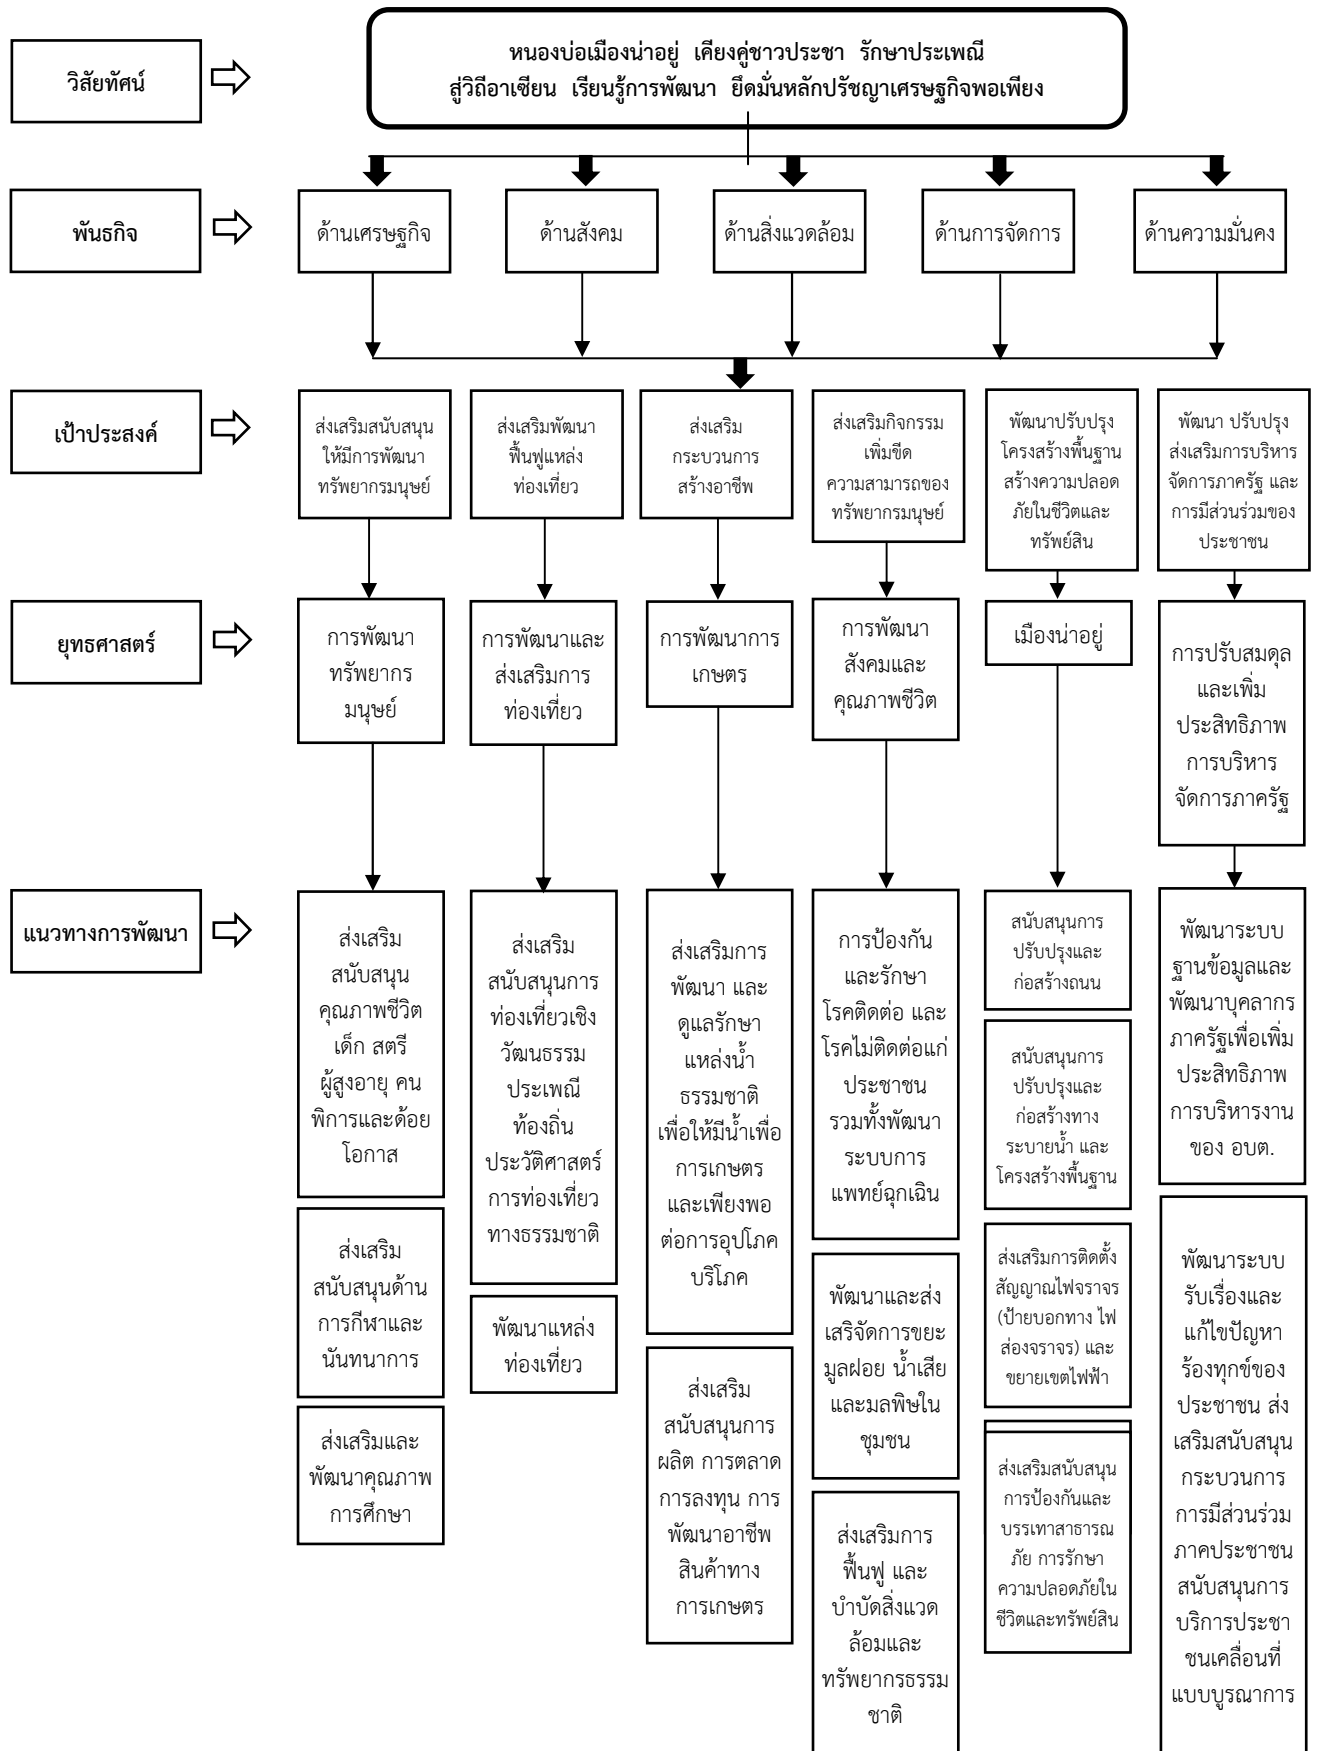 วิสัยทัศน์
หนองบ่อเมืองน่าอยู่ เคียงคู่ชาวประชา รักษาประเพณี
สู่วิถีอาเซียน เรียนรู้การพัฒนา ยึดมั่นหลักปรัชญาเศรษฐกิจพอเพียง
พันธกิจ
ด้านเศรษฐกิจ
ด้านสังคม
ด้านสิ่งแวดล้อม
ด้านการจัดการ
ด้านความมั่นคง
เป้าประสงค์
ส่งเสริมสนับสนุน
ให้มีการพัฒนา
ทรัพยากรมนุษย์
ส่งเสริมพัฒนา
ฟื้นฟูแหล่ง
ท่องเที่ยว
ส่งเสริม
กระบวนการ
สร้างอาชีพ
ส่งเสริมกิจกรรม
เพิ่มขีด
ความสามารถของ
ทรัพยากรมนุษย์
พัฒนาปรับปรุง
โครงสร้างพื้นฐาน
สร้างความปลอด
ภัยในชีวิตและ
ทรัพย์สิน
พัฒนา ปรับปรุง
ส่งเสริมการบริหาร
จัดการภาครัฐ และ
การมีส่วนร่วมของ
ประชาชน
ยุทธศาสตร์
การพัฒนา
ทรัพยากร
มนุษย์
การพัฒนาและ
ส่งเสริมการ
ท่องเที่ยว
การพัฒนาการ
เกษตร
การพัฒนา
สังคมและ
คุณภาพชีวิต
เมืองน่าอยู่
การปรับสมดุล
และเพิ่ม
ประสิทธิภาพ
การบริหาร
จัดการภาครัฐ
แนวทางการพัฒนา
ส่งเสริม
สนับสนุน
คุณภาพชีวิต
เด็ก สตรี
ผู้สูงอายุ คน
พิการและด้อย
โอกาส
ส่งเสริม
สนับสนุนด้าน
การกีฬาและ
นันทนาการ
ส่งเสริมและ
พัฒนาคุณภาพ
การศึกษา
ส่งเสริม
สนับสนุนการ
ท่องเที่ยวเชิง
วัฒนธรรม
ประเพณี
ท้องถิ่น
ประวัติศาสตร์
การท่องเที่ยว
ทางธรรมชาติ
พัฒนาแหล่ง
ท่องเที่ยว
ส่งเสริมการ
พัฒนา และ
ดูแลรักษา
แหล่งน้ำ
ธรรมชาติ
เพื่อให้มีน้ำเพื่อ
การเกษตร
และเพียงพอ
ต่อการอุปโภค
บริโภค
ส่งเสริม
สนับสนุนการ
ผลิต การตลาด
การลงทุน การ
พัฒนาอาชีพ
สินค้าทาง
การเกษตร
การป้องกัน
และรักษา
โรคติดต่อ และ
โรคไม่ติดต่อแก่
ประชาชน
รวมทั้งพัฒนา
ระบบการ
แพทย์ฉุกเฉิน
พัฒนาและส่ง
เสริจัดการขยะ
มูลฝอย น้ำเสีย
และมลพิษใน
ชุมชน
ส่งเสริมการ
ฟื้นฟู และ
บำบัดสิ่งแวด
ล้อมและ
ทรัพยากรธรรม
ชาติ
สนับสนุนการ
ปรับปรุงและ
ก่อสร้างถนน
สนับสนุนการ
ปรับปรุงและ
ก่อสร้างทาง
ระบายน้ำ และ
โครงสร้างพื้นฐาน
ส่งเสริมการติดตั้ง
สัญญาณไฟจราจร
(ป้ายบอกทาง ไฟ
ส่องจราจร) และ
ขยายเขตไฟฟ้า
ส่งเสริมสนับสนุน
การป้องกันและ
บรรเทาสาธารณ
ภัย การรักษา
ความปลอดภัยใน
ชีวิตและทรัพย์สิน
พัฒนาระบบ
ฐานข้อมูลและ
พัฒนาบุคลากร
ภาครัฐเพื่อเพิ่ม
ประสิทธิภาพ
การบริหารงาน
ของ อบต.
พัฒนาระบบ
รับเรื่องและ
แก้ไขปัญหา
ร้องทุกข์ของ
ประชาชน ส่ง
เสริมสนับสนุน
กระบวนการ
การมีส่วนร่วม
ภาคประชาชน
สนับสนุนการ
บริการประชา
ชนเคลื่อนที่
แบบบูรณาการ